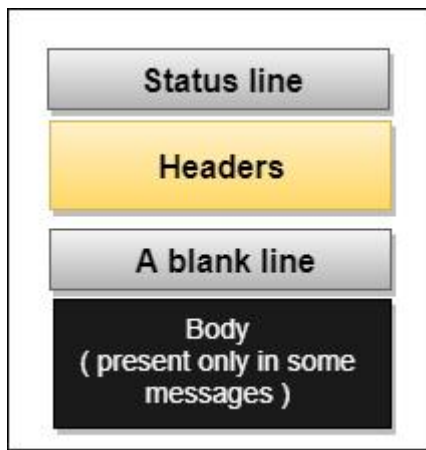 Status line
Headers
A blank line
Body
( present only in some
messages )